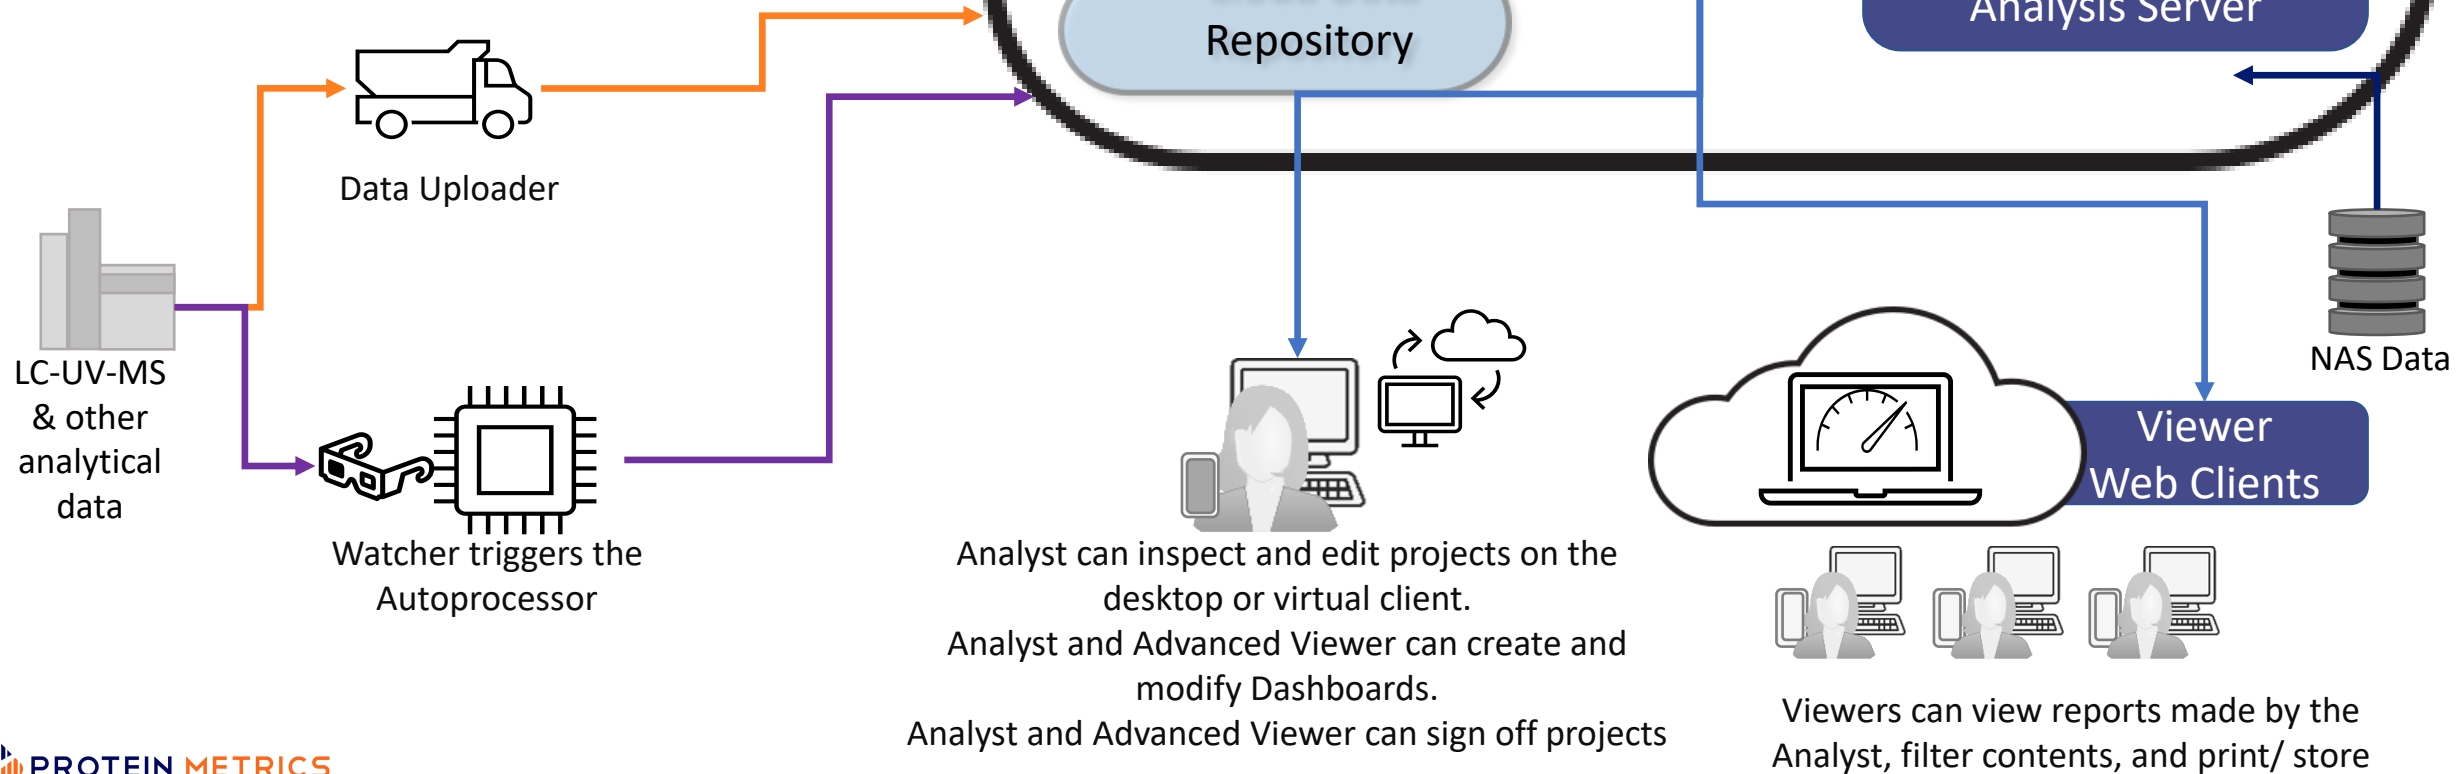 Repository
Analysis Server
Data Uploader
LC-UV-MS
& other
analytical
data
Watcher triggers the
Autoprocessor
NAS Data
Viewer
Web Clients
Analyst can inspect and edit projects on the
desktop or virtual client.
Analyst and Advanced Viewer can create and
modify Dashboards.
Analyst and Advanced Viewer can sign off projects
Viewers can view reports made by the
Analyst, filter contents, and print/ store
PROTEIN METRICS